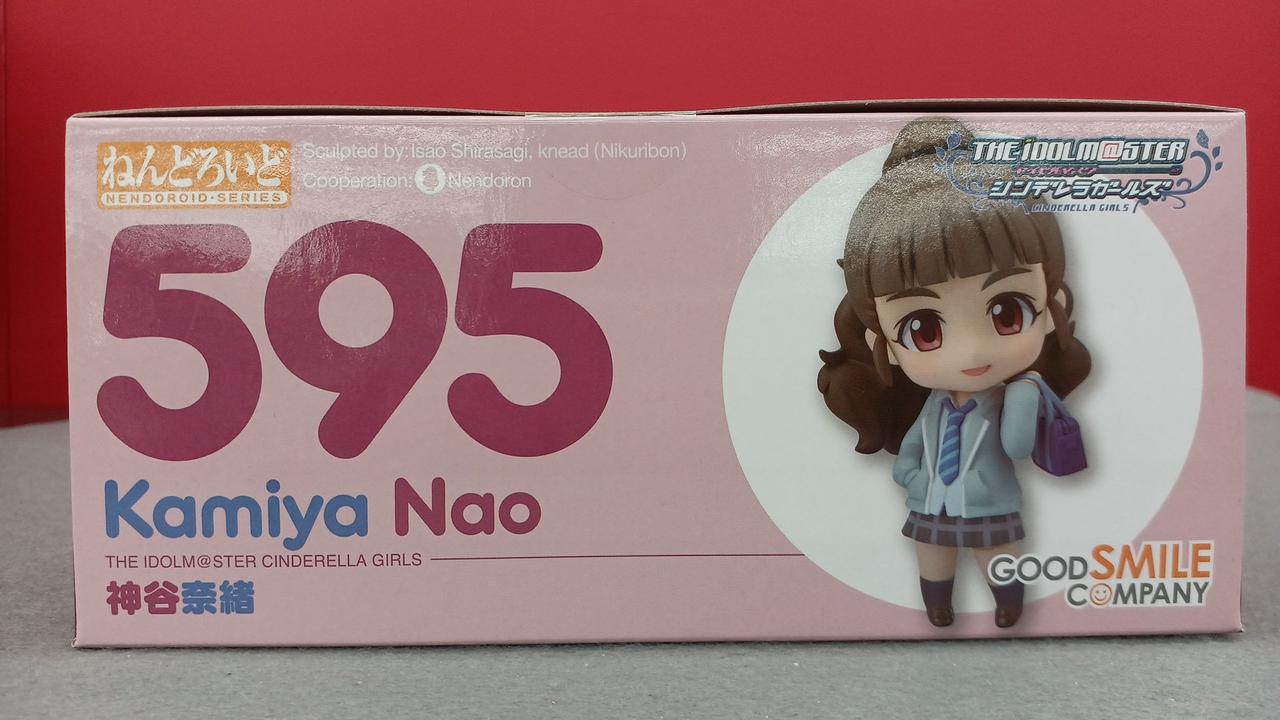 ねんどろいど
NENDOROID•SERIES
Sculpted by: Isao Shirasagi, knead (Nikuribon)
Cooperation: Nendoron
THE iDOLM@STER
シンデレラガールズ
CINDERELLA GIRLS
595
Kamiya Nao
THE IDOLM@STER CINDERELLA GIRLS
神谷奈緒
GOOD SMILE
COMPANY